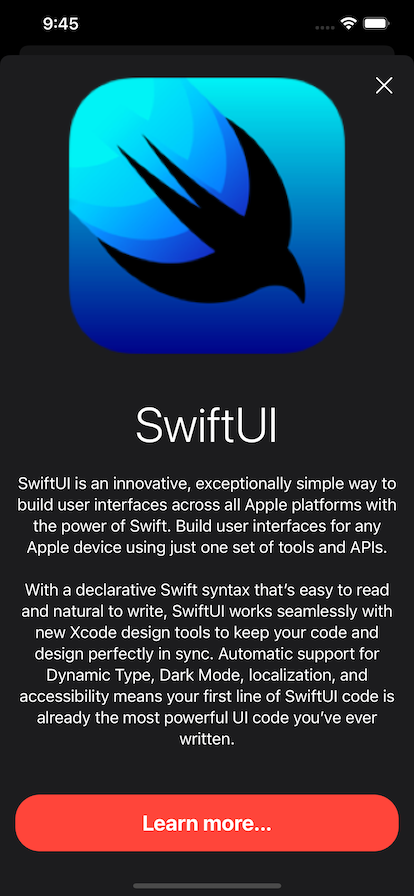 9:45
SwiftUI
SwiftUI is an innovative, exceptionally simple way to
build user interfaces across all Apple platforms with
the power of Swift. Build user interfaces for any
Apple device using just one set of tools and APIs.
With a declarative Swift syntax that’s easy to read
and natural to write, SwiftUI works seamlessly with
new Xcode design tools to keep your code and
design perfectly in sync. Automatic support for
Dynamic Type, Dark Mode, localization, and
accessibility means your first line of SwiftUI code is
already the most powerful UI code you’ve ever
written.
Learn more...